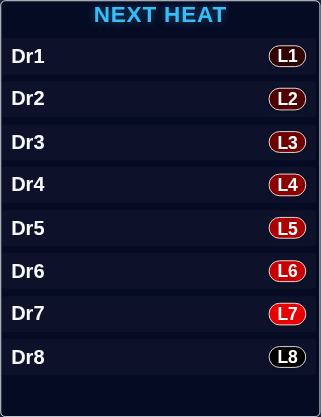 NEXT HEAT
Dr1 L1
Dr2 L2
Dr3 L3
Dr4 L4
Dr5 L5
Dr6 L6
Dr7 L7
Dr8 L8